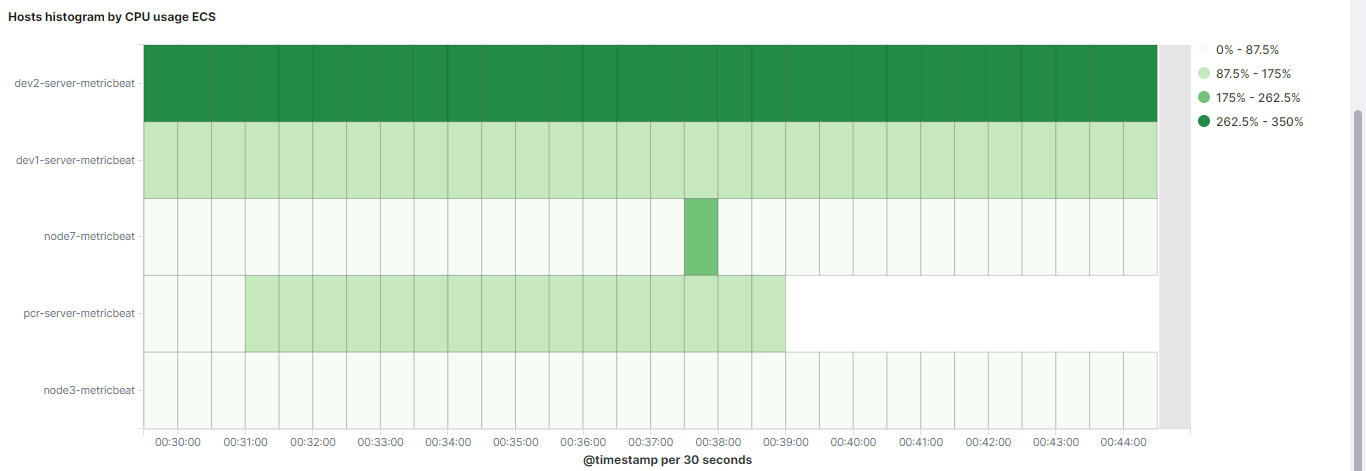 Hosts histogram by CPU usage ECS
dev2-server-metricbeat
dev1-server-metricbeat
node7-metricbeat
pcr-server-metricbeat
node3-metricbeat
00:30:00 00:31:00 00:32:00 00:33:00 00:34:00 00:35:00 00:36:00 00:37:00 00:38:00 00:39:00 00:40:00 00:41:00 00:42:00 00:43:00 00:44:00
@timestamp per 30 seconds
0% - 87.5%
87.5% - 175%
175% - 262.5%
262.5% - 350%